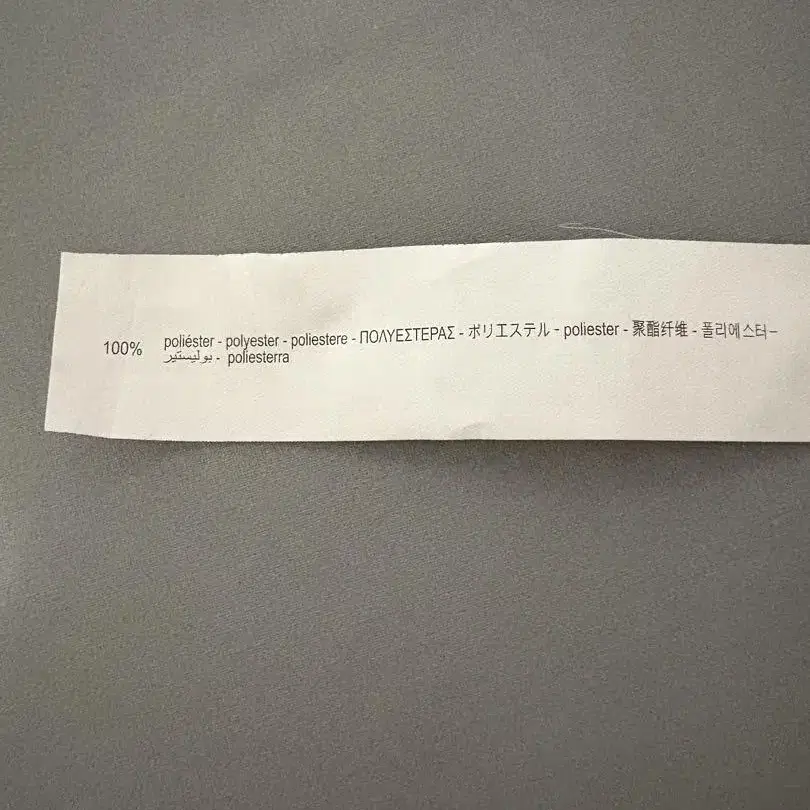 100% poliéster - polyester - poliestere - ΠΟΛΥΕΣΤΕΡΑΣ - ポリエステル - poliester - 聚酯纤维 - 폴리에스터 -
بوليستير - poliesterra